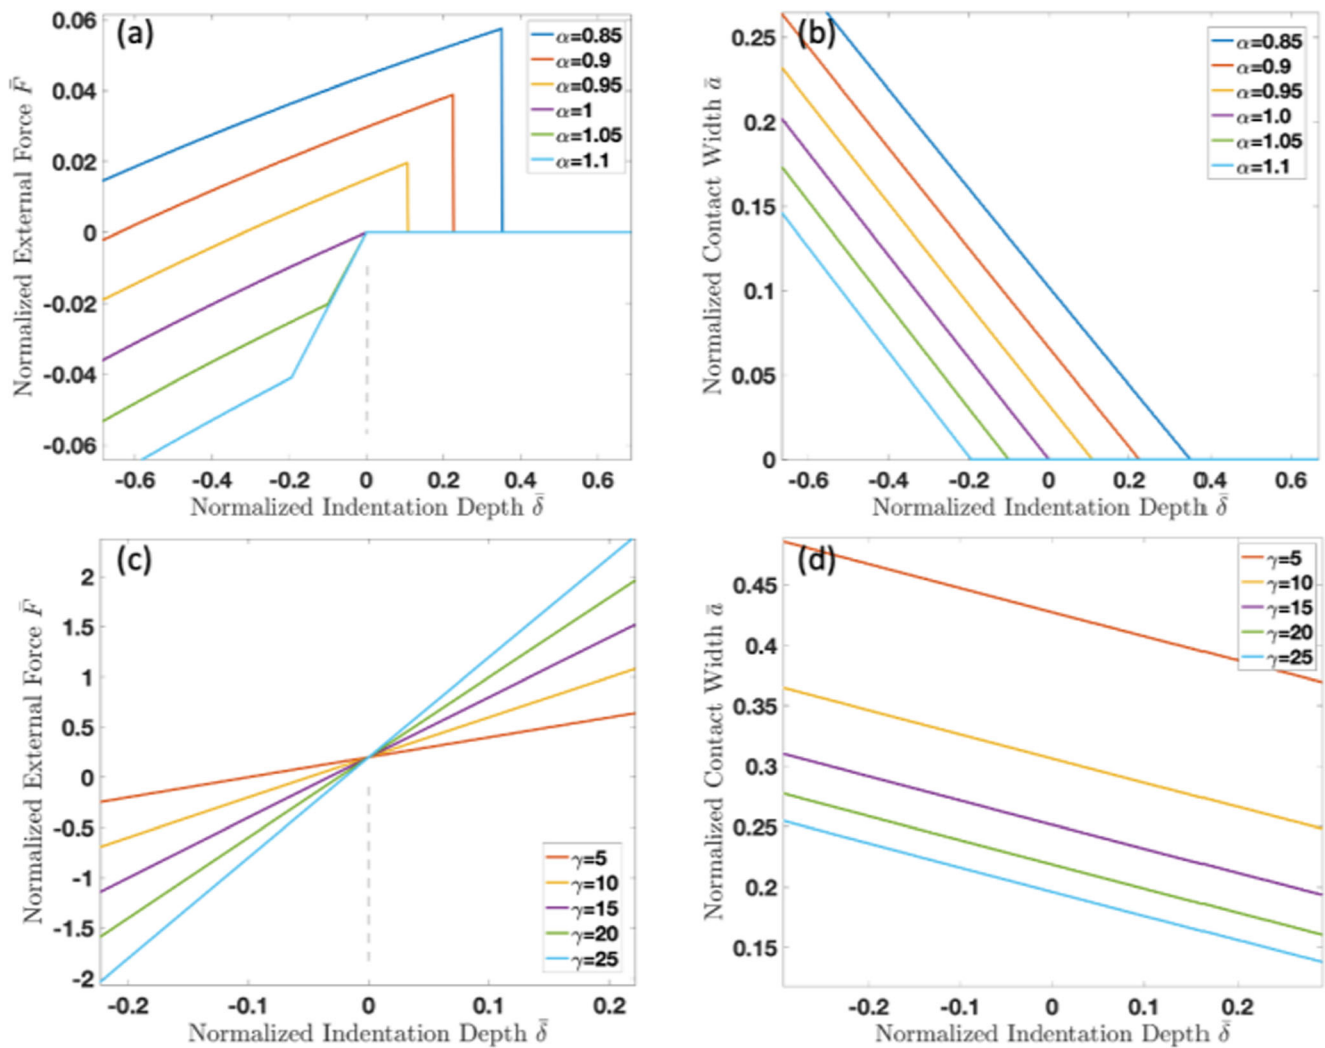 (a)
Normalized External Force F̄
0.06
0.04
0.02
0
-0.02
-0.04
-0.06
α=0.85
α=0.9
α=0.95
α=1
α=1.05
α=1.1
-0.6 -0.4 -0.2 0 0.2 0.4 0.6
Normalized Indentation Depth δ̄
(b)
Normalized Contact Width ā
0.25
0.2
0.15
0.1
0.05
0
α=0.85
α=0.9
α=0.95
α=1.0
α=1.05
α=1.1
-0.6 -0.4 -0.2 0 0.2 0.4 0.6
Normalized Indentation Depth δ̄
(c)
Normalized External Force F̄
2
1.5
1
0.5
0
-0.5
-1
-1.5
-2
γ=5
γ=10
γ=15
γ=20
γ=25
-0.2 -0.1 0 0.1 0.2
Normalized Indentation Depth δ̄
(d)
Normalized Contact Width ā
0.45
0.4
0.35
0.3
0.25
0.2
0.15
γ=5
γ=10
γ=15
γ=20
γ=25
-0.2 -0.1 0 0.1 0.2
Normalized Indentation Depth δ̄